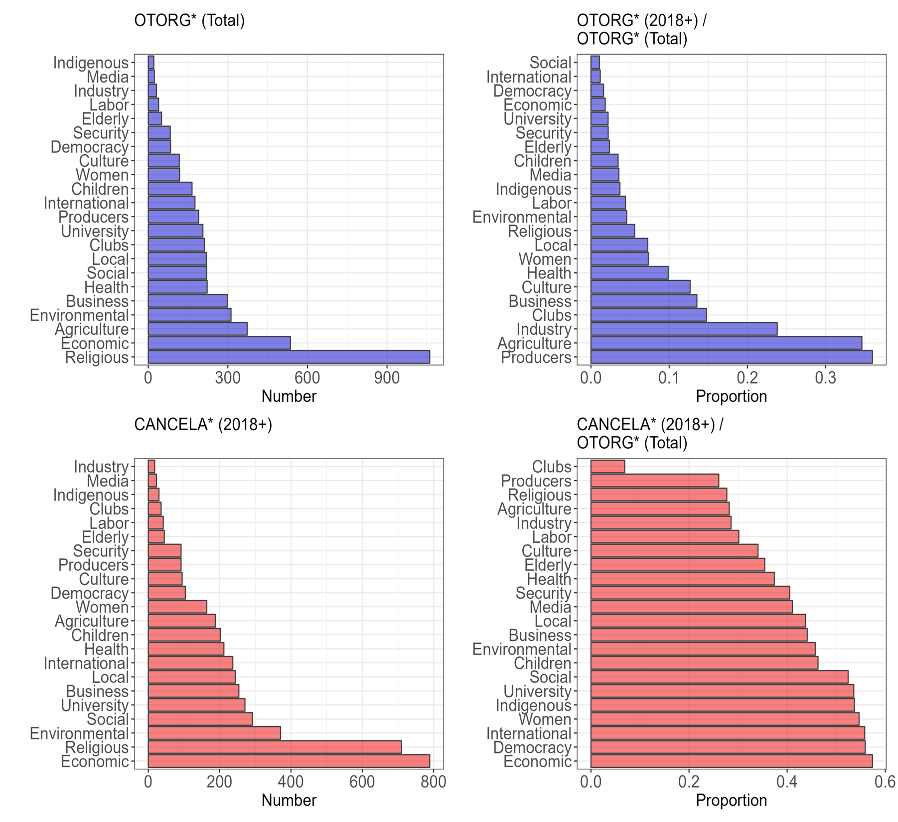 OTORG* (Total)
Indigenous
Media
Industry
Labor
Elderly
Security
Democracy
Culture
Women
Children
International
Producers
University
Clubs
Local
Social
Health
Business
Environmental
Agriculture
Economic
Religious
0 300 600 900
Number
OTORG* (2018+) /
OTORG* (Total)
Social
International
Democracy
Economic
University
Security
Elderly
Children
Media
Indigenous
Labor
Environmental
Religious
Local
Women
Health
Culture
Business
Clubs
Industry
Agriculture
Producers
0.0 0.1 0.2 0.3
Proportion
CANCELA* (2018+)
Industry
Media
Indigenous
Clubs
Labor
Elderly
Security
Producers
Culture
Democracy
Women
Agriculture
Children
Health
International
Local
Business
University
Social
Environmental
Religious
Economic
0 200 400 600 800
Number
CANCELA* (2018+) /
OTORG* (Total)
Clubs
Producers
Religious
Agriculture
Industry
Labor
Culture
Elderly
Health
Security
Media
Local
Business
Environmental
Children
Social
University
Indigenous
Women
International
Democracy
Economic
0.0 0.2 0.4 0.6
Proportion